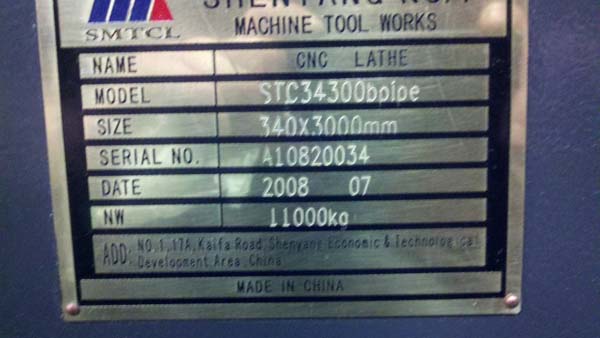 SHENYANG
SMTCL
MACHINE TOOL WORKS
NAME CNC LATHE
MODEL STC34300bpipe
SIZE 340X3000mm
SERIAL NO. A10820034
DATE 2008 07
NW 11000kg
ADD. NO.1,17A,Kaifa Road Shenyang Economic & Technological
Development Area,China
MADE IN CHINA